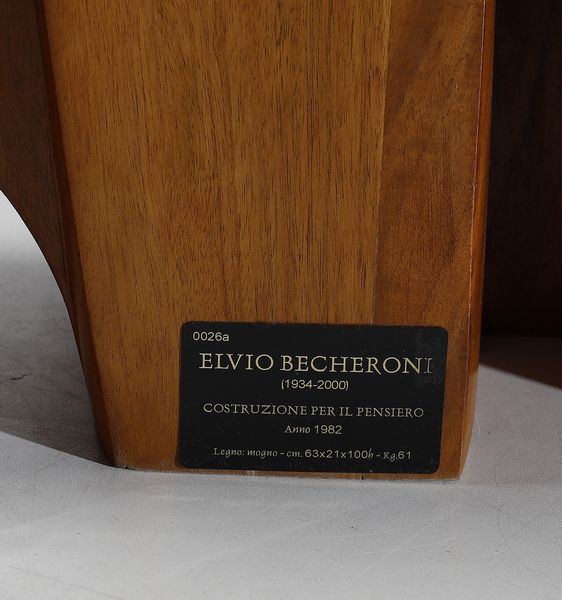 0026a
ELVIO BECHERONI
(1934-2000)
COSTRUZIONE PER IL PENSIERO
Anno 1982
Legno: mogno - cm. 63x21x100h - Kg.61